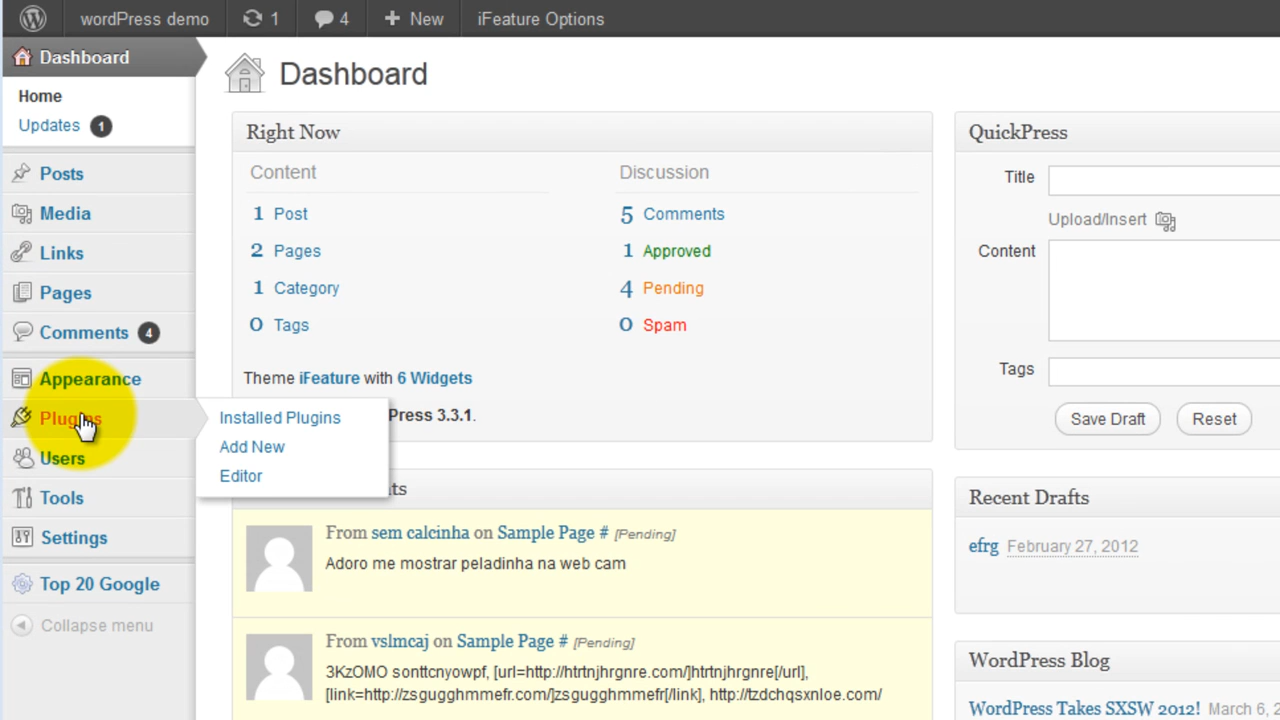 wordPress demo 1 4 New iFeature Options
Dashboard
Home
Updates 1
Posts
Media
Links
Pages
Comments 4
Appearance
Plugins
Users
Tools
Settings
Top 20 Google
Collapse menu
Installed Plugins
Add New
Editor
Dashboard
Right Now
Content Discussion
1 Post 5 Comments
2 Pages 1 Approved
1 Category 4 Pending
0 Tags 0 Spam
Theme iFeature with 6 Widgets
Press 3.3.1.
ts
From sem calcinha on Sample Page # [Pending]
Adoro me mostrar peladinha na web cam
From vslmcaj on Sample Page # [Pending]
3KzOMO sonttcnyowpf, [url=http://htrtnjhrgnre.com/]htrtnjhrgnre[/url],
[link=http://zsgugghmmefr.com/]zsgugghmmefr[/link], http://tzdchqsxnloe.com/
QuickPress
Title
Upload/Insert
Content
Tags
Save Draft Reset
Recent Drafts
efrg February 27, 2012
WordPress Blog
WordPress Takes SXSW 2012! March 6, 2